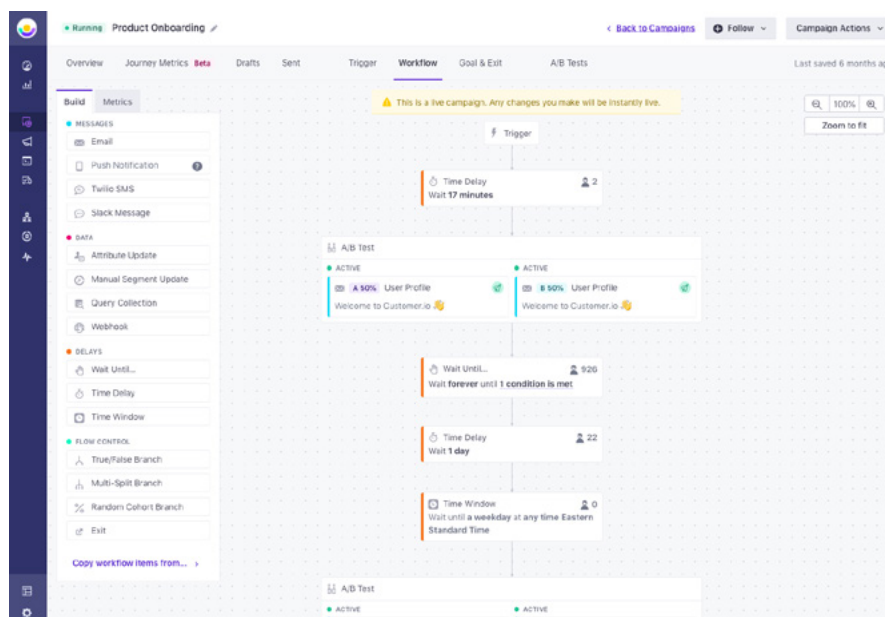 Running Product Onboarding
Back to Campaigns
Follow
Campaign Actions
Overview Journey Metrics Beta Drafts Sent Trigger Workflow Goal & Exit A/B Tests
Last saved 6 months
Build Metrics
This is a live campaign. Any changes you make will be instantly live.
100%
Zoom to fit
MESSAGES
Email
Push Notification ?
Twilio SMS
Slack Message
DATA
Attribute Update
Manual Segment Update
Query Collection
Webhook
DELAYS
Wait Until...
Time Delay
Time Window
FLOW CONTROL
True/False Branch
Multi-Split Branch
Random Cohort Branch
Exit
Copy workflow items from...
Trigger
Time Delay 2
Wait 17 minutes
A/B Test
ACTIVE ACTIVE
A 50% User Profile B 50% User Profile
Welcome to Customer.io 👋 Welcome to Customer.io 👋
Wait Until... 926
Wait forever until 1 condition is met
Time Delay 22
Wait 1 day
Time Window 0
Wait until a weekday at any time Eastern
Standard Time
A/B Test
ACTIVE ACTIVE